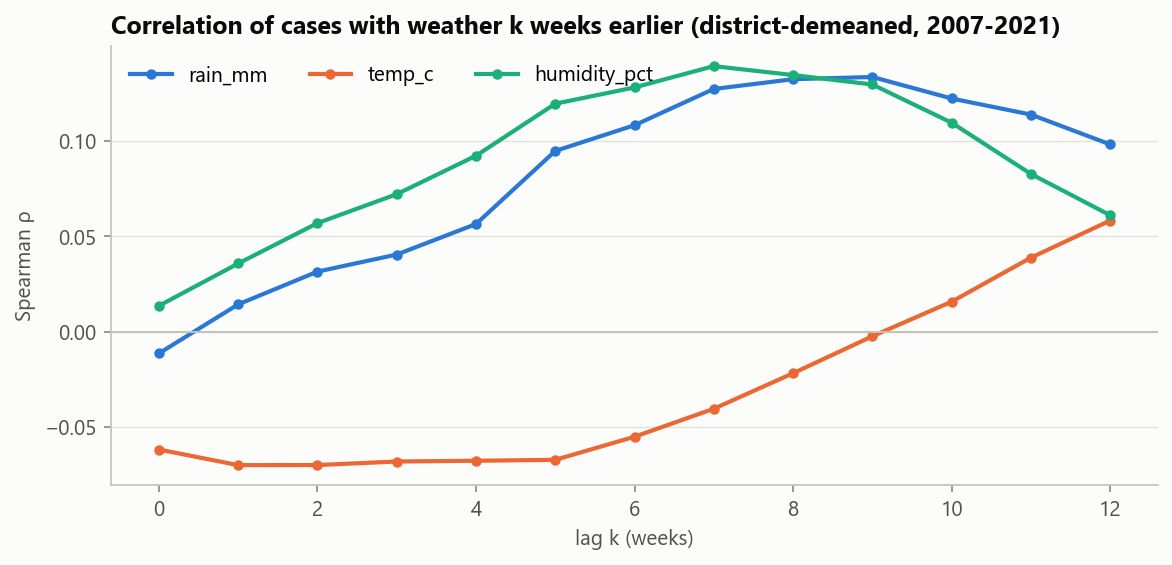 Correlation of cases with weather k weeks earlier (district-demeaned, 2007-2021)
rain_mm temp_c humidity_pct
0.10
0.05
0.00
−0.05
Spearman ρ
0 2 4 6 8 10 12
lag k (weeks)